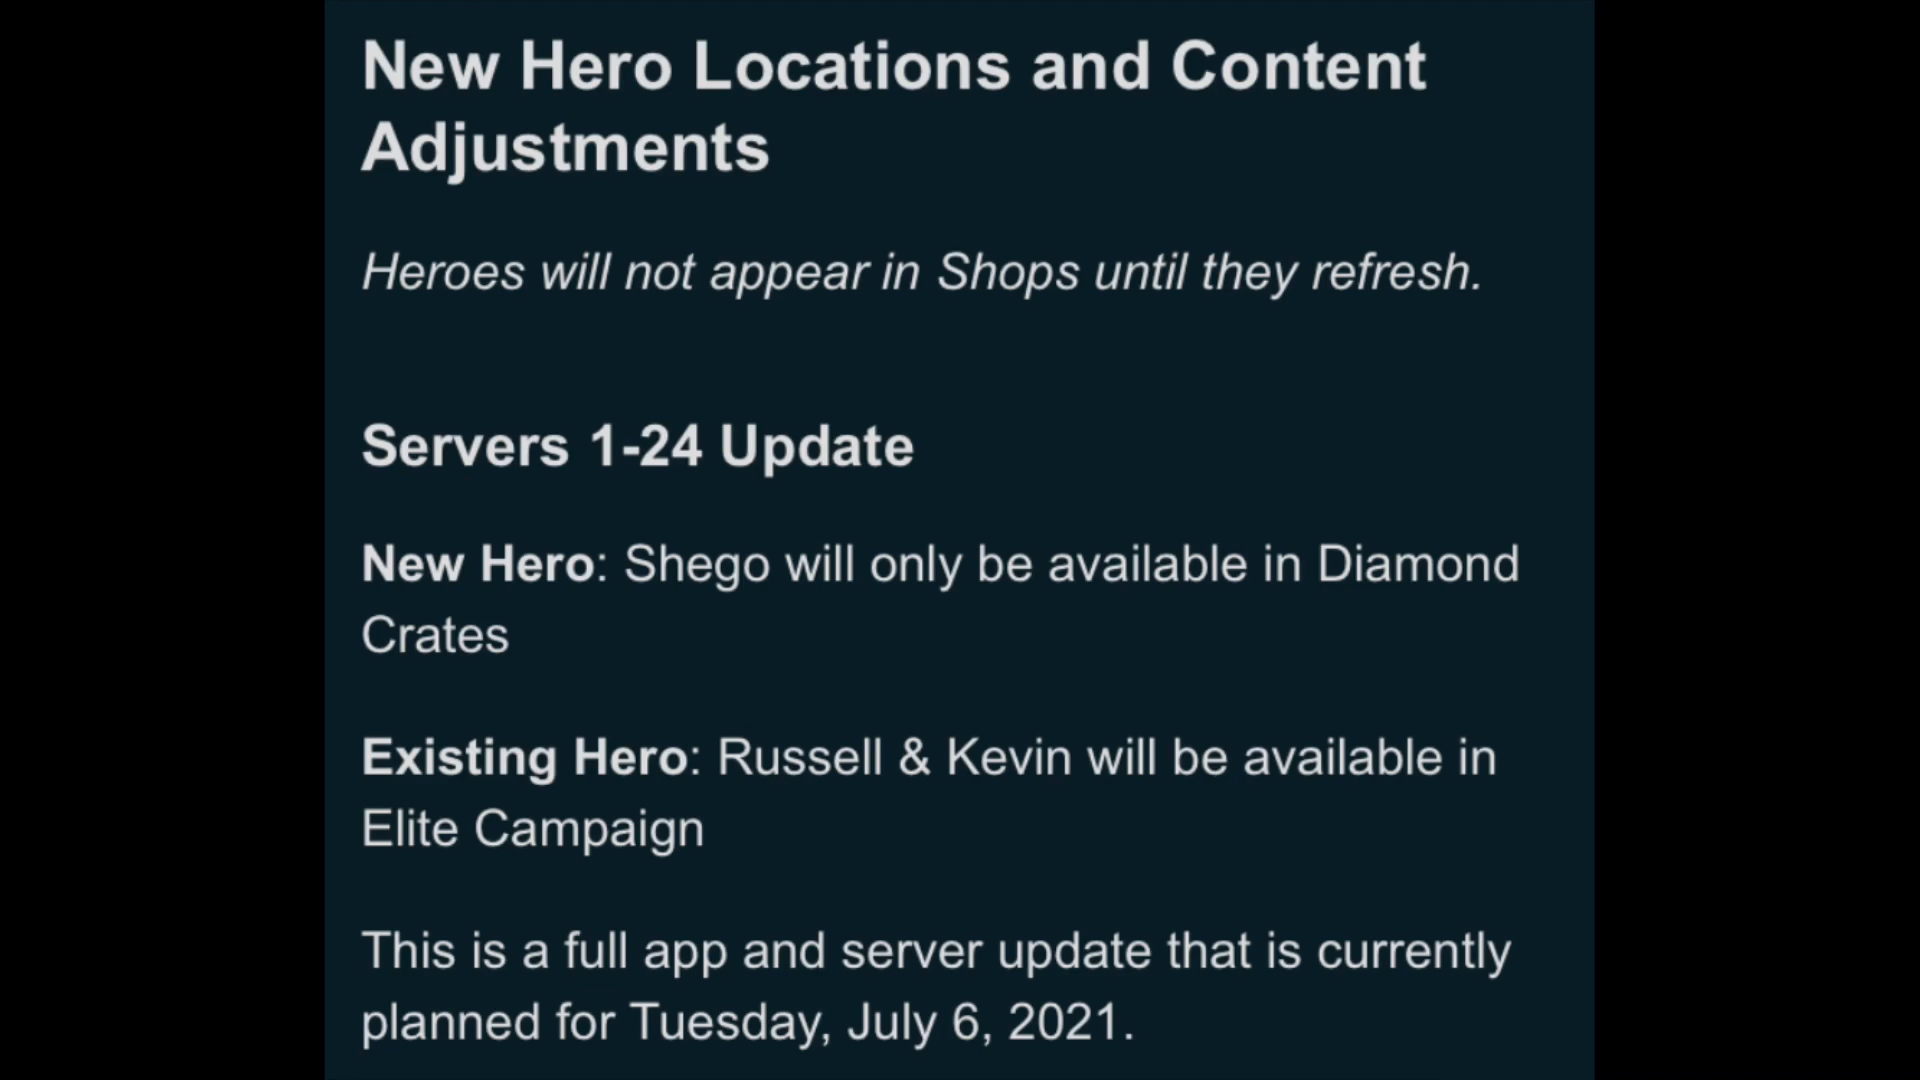 New Hero Locations and Content
Adjustments
Heroes will not appear in Shops until they refresh.
Servers 1-24 Update
New Hero: Shego will only be available in Diamond
Crates
Existing Hero: Russell & Kevin will be available in
Elite Campaign
This is a full app and server update that is currently
planned for Tuesday, July 6, 2021.